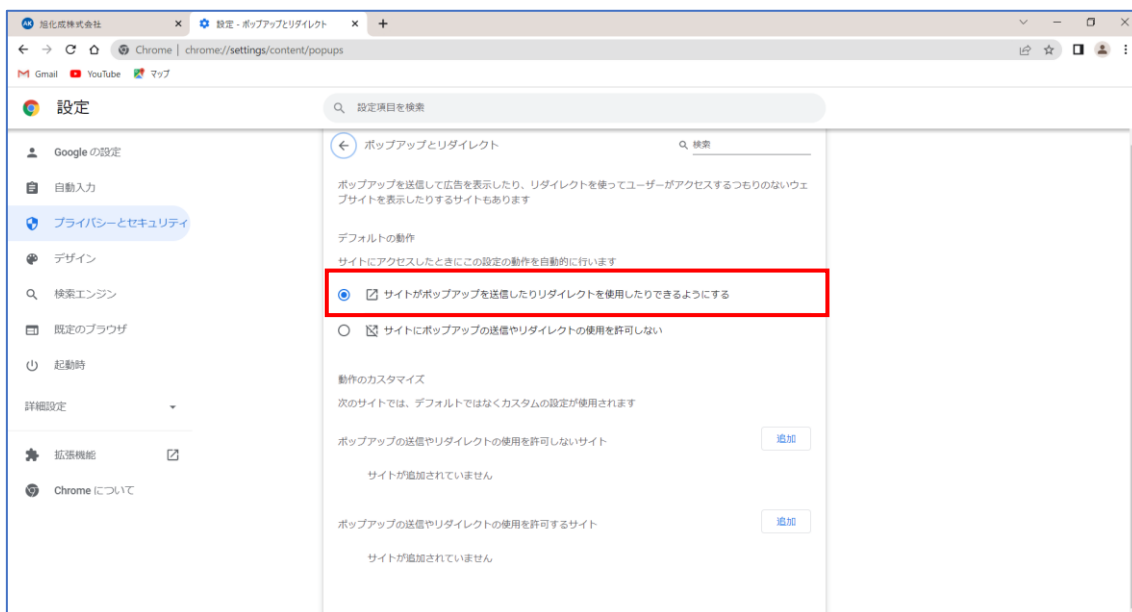 AK 旭化成株式会社
設定 - ポップアップとリダイレクト
Chrome | chrome://settings/content/popups
Gmail
YouTube
マップ
設定
設定項目を検索
Google の設定
自動入力
プライバシーとセキュリティ
デザイン
検索エンジン
既定のブラウザ
起動時
詳細設定
拡張機能
Chrome について
ポップアップとリダイレクト
検索
ポップアップを送信して広告を表示したり、リダイレクトを使ってユーザーがアクセスするつもりのないウェ
ブサイトを表示したりするサイトもあります
デフォルトの動作
サイトにアクセスしたときにこの設定の動作を自動的に行います
サイトがポップアップを送信したりリダイレクトを使用したりできるようにする
サイトにポップアップの送信やリダイレクトの使用を許可しない
動作のカスタマイズ
次のサイトでは、デフォルトではなくカスタムの設定が使用されます
ポップアップの送信やリダイレクトの使用を許可しないサイト
追加
サイトが追加されていません
ポップアップの送信やリダイレクトの使用を許可するサイト
追加
サイトが追加されていません